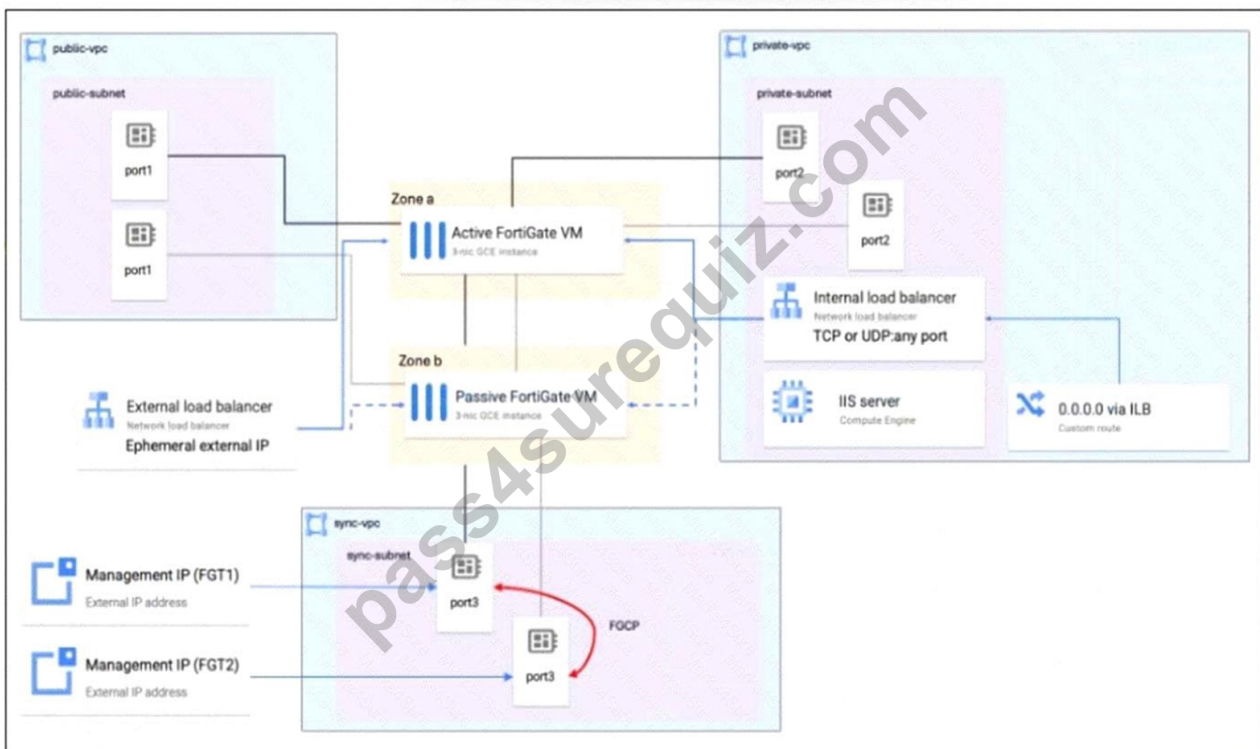 public-vpc
public-subnet
port1
port1
Zone a
Active FortiGate VM
3-nic GCE instance
Zone b
Passive FortiGate VM
3-nic GCE instance
External load balancer
Network load balancer
Ephemeral external IP
private-vpc
private-subnet
port2
port2
Internal load balancer
Network load balancer
TCP or UDP:any port
IIS server
Compute Engine
0.0.0.0 via ILB
Custom route
sync-vpc
sync-subnet
port3
port3
FGCP
Management IP (FGT1)
External IP address
Management IP (FGT2)
External IP address
pass4surequiz.com